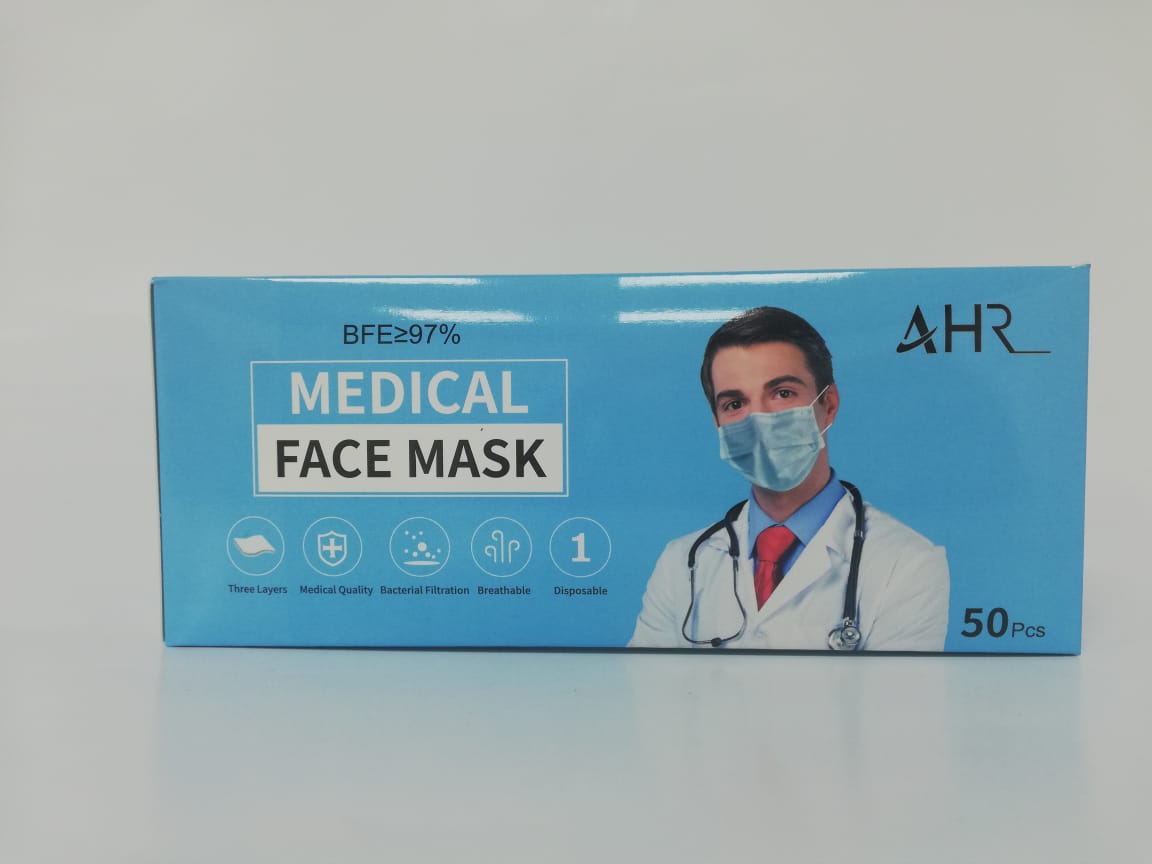 BFE≥97%
AHR
MEDICAL
FACE MASK
Three Layers
Medical Quality
Bacterial Filtration
Breathable
1
Disposable
50Pcs